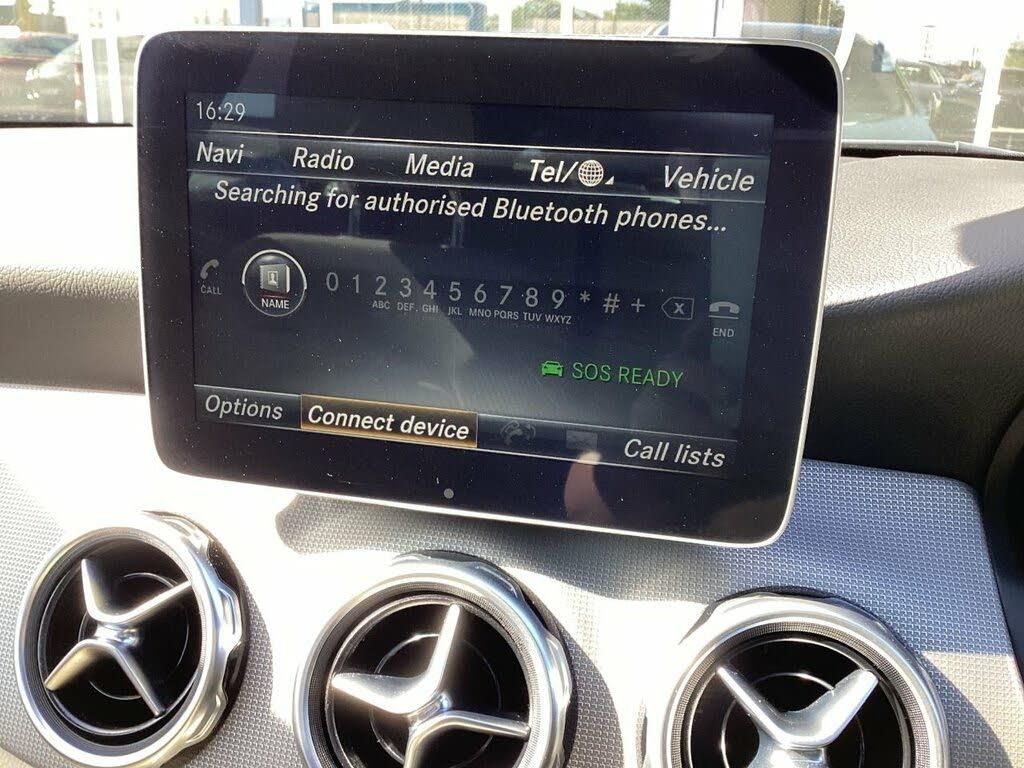 16:29
Navi Radio Media Tel/ Vehicle
Searching for authorised Bluetooth phones...
CALL NAME 0 1 2 3 4 5 6 7 8 9 * # + X END
ABC DEF GHI JKL MNO PQRS TUV WXYZ
SOS READY
Options Connect device Call lists